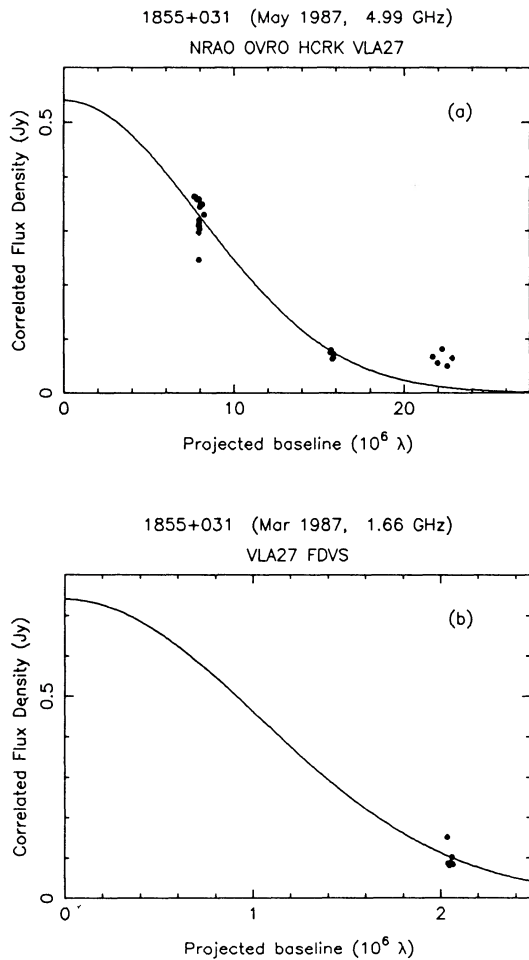 1855+031 (May 1987, 4.99 GHz)
NRAO OVRO HCRK VLA27
(a)
Correlated Flux Density (Jy)
0.5
0
0 10 20
Projected baseline (10⁶ λ)
1855+031 (Mar 1987, 1.66 GHz)
VLA27 FDVS
(b)
Correlated Flux Density (Jy)
0.5
0
0 1 2
Projected baseline (10⁶ λ)